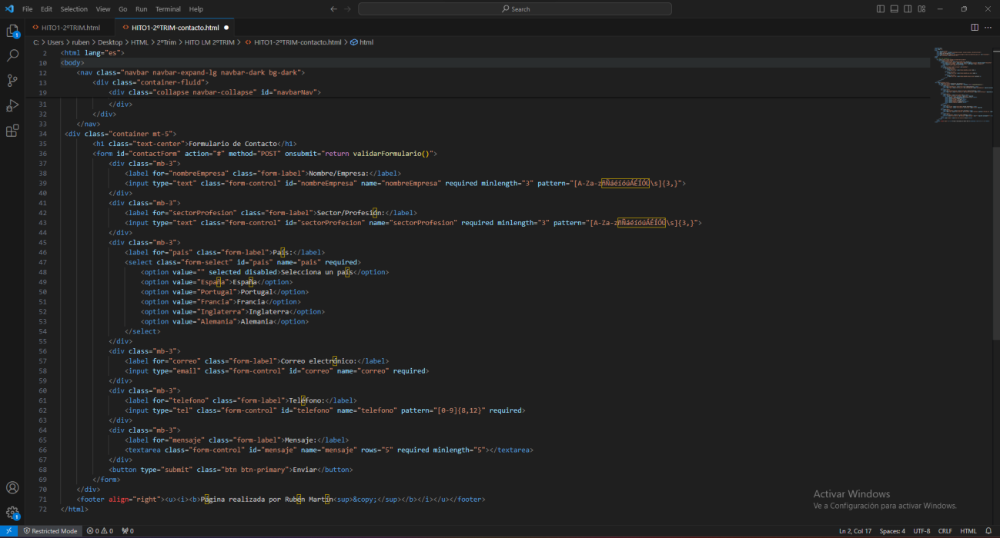 File Edit Selection View Go Run Terminal Help
Search
HITO1-2ºTRIM.html
HITO1-2ºTRIM-contacto.html
C: > Users > ruben > Desktop > HTML > 2ºTrim > HITO LM 2ºTRIM > HITO1-2ºTRIM-contacto.html > html
2 <html lang="es">
10 <body>
12 <nav class="navbar navbar-expand-lg navbar-dark bg-dark">
13 <div class="container-fluid">
19 <div class="collapse navbar-collapse" id="navbarNav">
31 </div>
32 </div>
33 </nav>
34 <div class="container mt-5">
35 <h1 class="text-center">Formulario de Contacto</h1>
36 <form id="contactForm" action="#" method="POST" onsubmit="return validarFormulario()">
37 <div class="mb-3">
38 <label for="nombreEmpresa" class="form-label">Nombre/Empresa:</label>
39 <input type="text" class="form-control" id="nombreEmpresa" name="nombreEmpresa" required minlength="3" pattern="[A-Za-zñÑáéíóúÁÉÍÓÚ\s]{3,}">
40 </div>
41 <div class="mb-3">
42 <label for="sectorProfesion" class="form-label">Sector/Profesión:</label>
43 <input type="text" class="form-control" id="sectorProfesion" name="sectorProfesion" required minlength="3" pattern="[A-Za-zñÑáéíóúÁÉÍÓÚ\s]{3,}">
44 </div>
45 <div class="mb-3">
46 <label for="pais" class="form-label">País:</label>
47 <select class="form-select" id="pais" name="pais" required>
48 <option value="" selected disabled>Selecciona un país</option>
49 <option value="España">España</option>
50 <option value="Portugal">Portugal</option>
51 <option value="Francia">Francia</option>
52 <option value="Inglaterra">Inglaterra</option>
53 <option value="Alemania">Alemania</option>
54 </select>
55 </div>
56 <div class="mb-3">
57 <label for="correo" class="form-label">Correo electrónico:</label>
58 <input type="email" class="form-control" id="correo" name="correo" required>
59 </div>
60 <div class="mb-3">
61 <label for="telefono" class="form-label">Teléfono:</label>
62 <input type="tel" class="form-control" id="telefono" name="telefono" pattern="[0-9]{8,12}" required>
63 </div>
64 <div class="mb-3">
65 <label for="mensaje" class="form-label">Mensaje:</label>
66 <textarea class="form-control" id="mensaje" name="mensaje" rows="5" required minlength="5"></textarea>
67 </div>
68 <button type="submit" class="btn btn-primary">Enviar</button>
69 </form>
70 </div>
71 <footer align="right"><u><i><b>Página realizada por Rubén Martín<sup>&copy;</sup></b></i></u></footer>
72 </html>
Activar Windows
Ve a Configuración para activar Windows.
Restricted Mode 0 0 0 Ln 2, Col 17 Spaces: 4 UTF-8 CRLF HTML